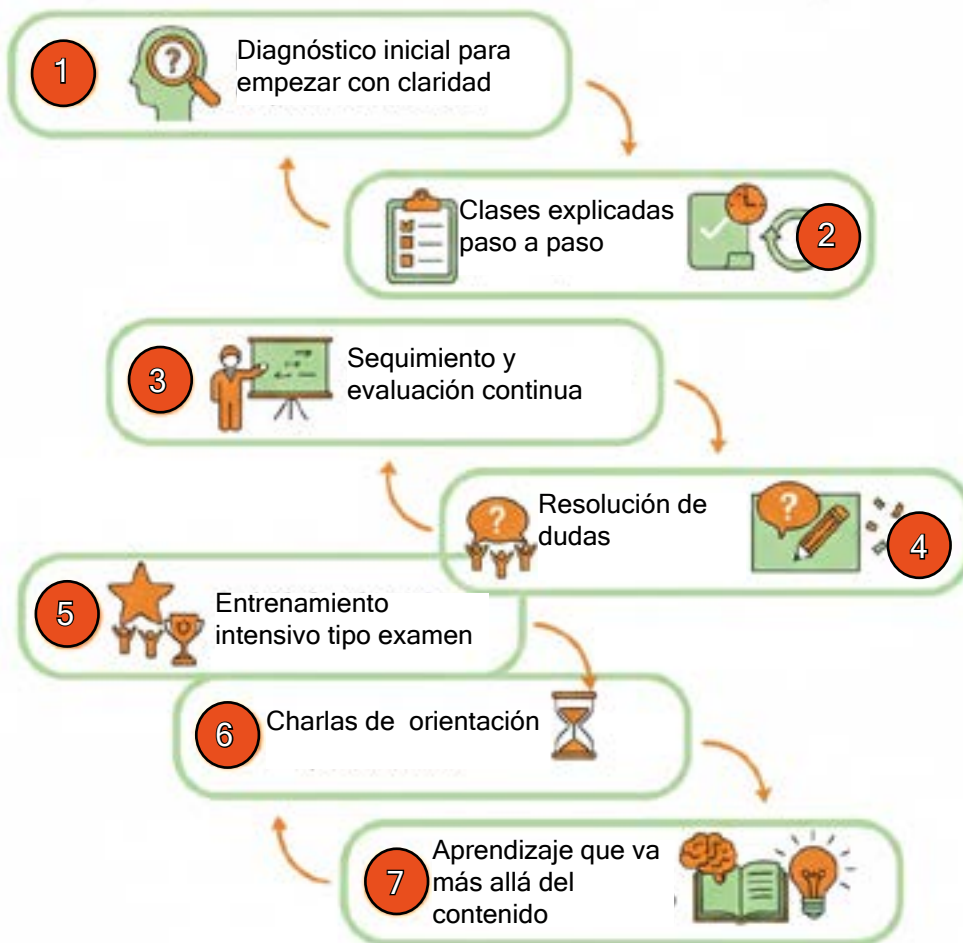 1
Diagnóstico inicial para
empezar con claridad
Clases explicadas
paso a paso
2
3
Sequimiento y
evaluación continua
Resolución de
dudas
4
5
Entrenamiento
intensivo tipo examen
6
Charlas de orientación
7
Aprendizaje que va
más allá del
contenido